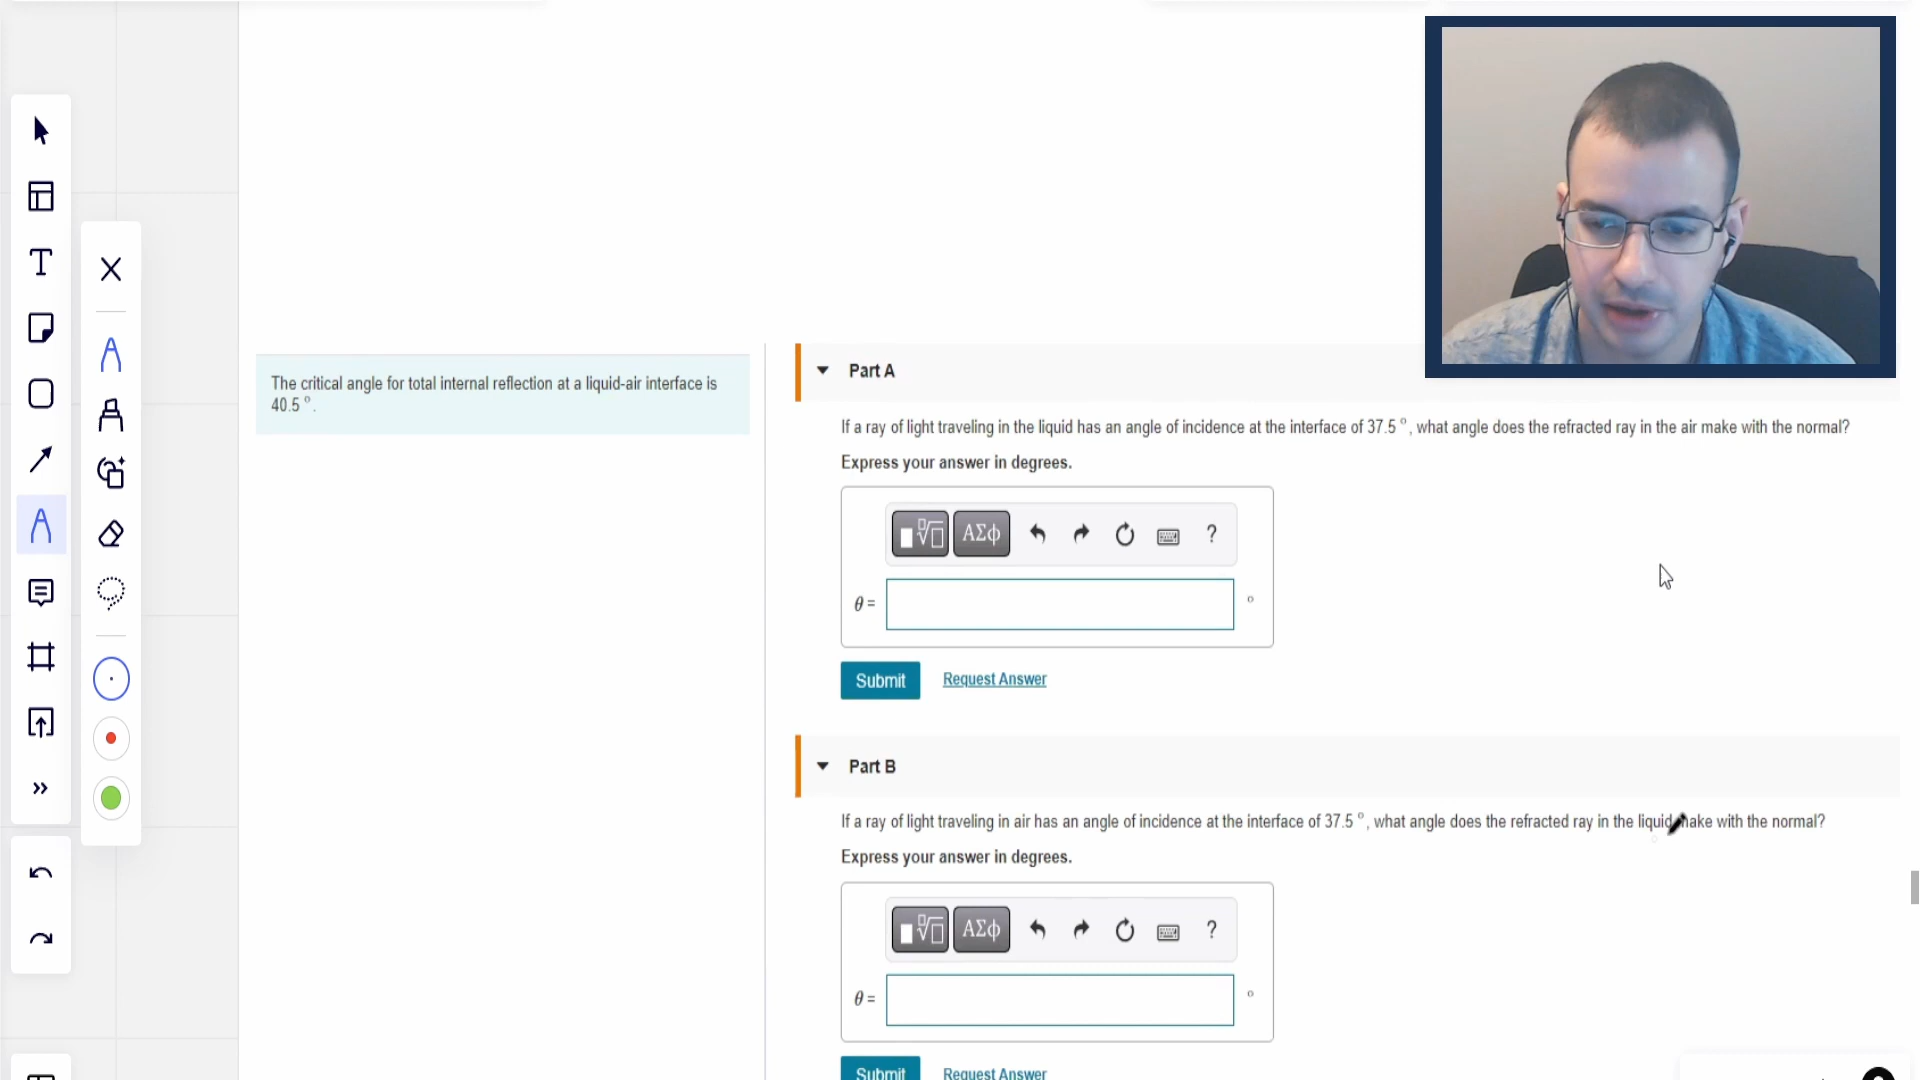 The critical angle for total internal reflection at a liquid-air interface is
40.5 °.
Part A
If a ray of light traveling in the liquid has an angle of incidence at the interface of 37.5 °, what angle does the refracted ray in the air make with the normal?
Express your answer in degrees.
ΑΣφ ?
θ = °
Submit Request Answer
Part B
If a ray of light traveling in air has an angle of incidence at the interface of 37.5 °, what angle does the refracted ray in the liquid make with the normal?
Express your answer in degrees.
ΑΣφ ?
θ = °
Submit Request Answer